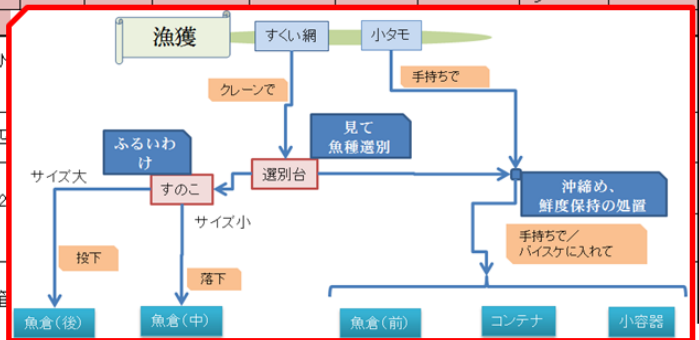 漁獲
すくい網
小タモ
クレーンで
手持ちで
見て
魚種選別
ふるいわ
け
選別台
サイズ大
すのこ
沖締め、
鮮度保持の処置
サイズ小
手持ちで／
バイスケに入れて
投下
落下
魚倉(後)
魚倉(中)
魚倉(前)
コンテナ
小容器